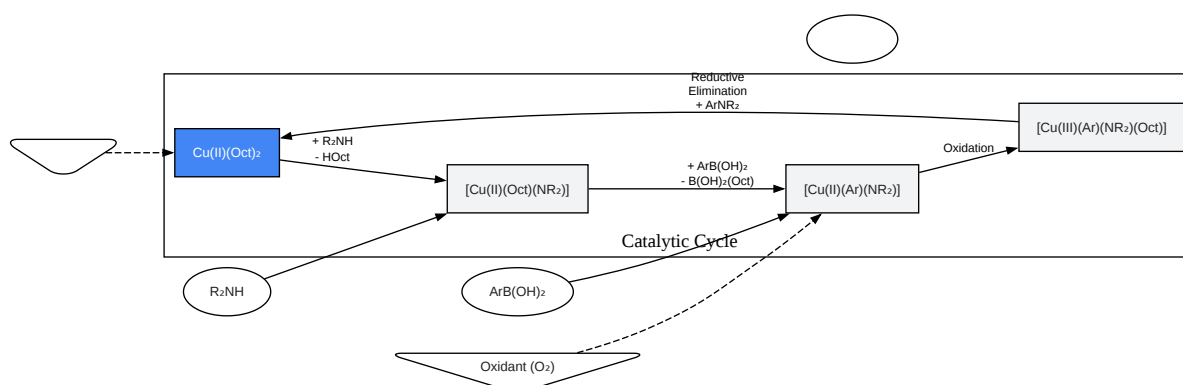 Reductive
Elimination
+ ArNR₂
Cu(II)(Oct)₂
+ R₂NH
- HOct
[Cu(II)(Oct)(NR₂)]
+ ArB(OH)₂
- B(OH)₂(Oct)
[Cu(II)(Ar)(NR₂)]
Oxidation
[Cu(III)(Ar)(NR₂)(Oct)]
Catalytic Cycle
R₂NH
ArB(OH)₂
Oxidant (O₂)